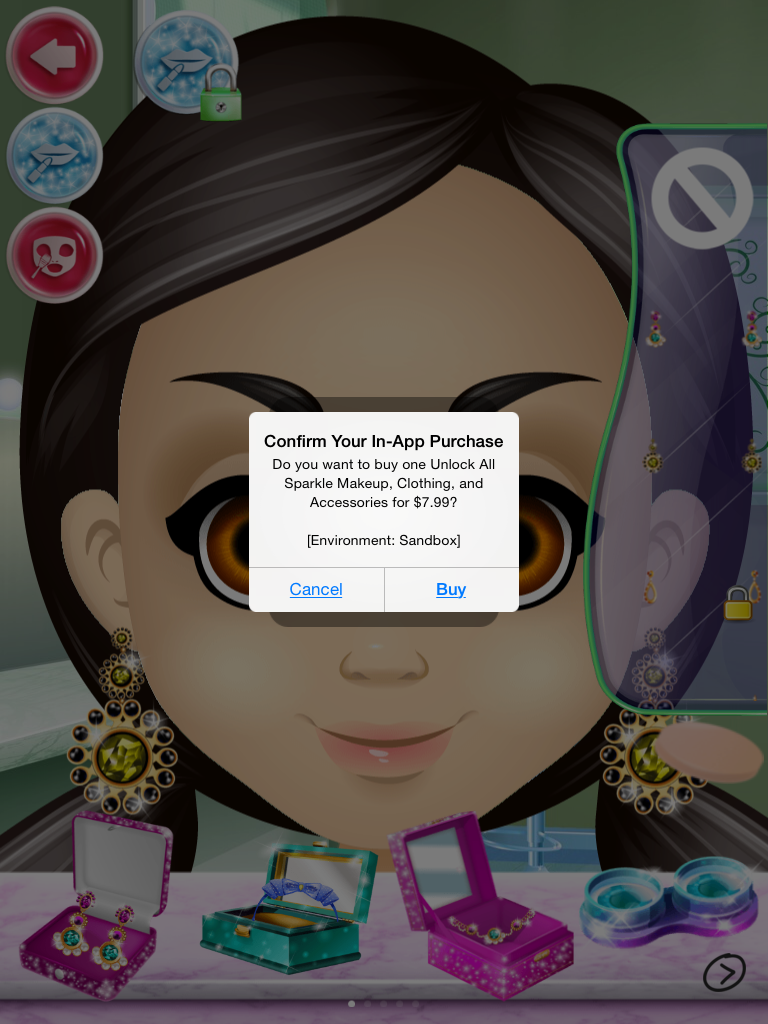 Confirm Your In-App Purchase
Do you want to buy one Unlock All
Sparkle Makeup, Clothing, and
Accessories for $7.99?
[Environment: Sandbox]
Cancel
Buy